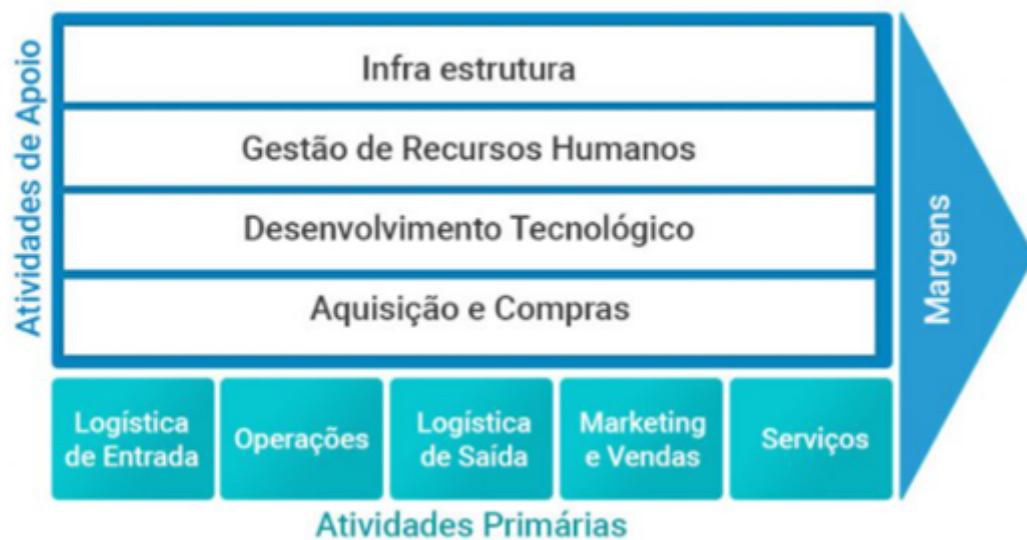 Atividades de Apoio
Infra estrutura
Gestão de Recursos Humanos
Desenvolvimento Tecnológico
Aquisição e Compras
Margens
Logística
de Entrada
Operações
Logística
de Saída
Marketing
e Vendas
Serviços
Atividades Primárias